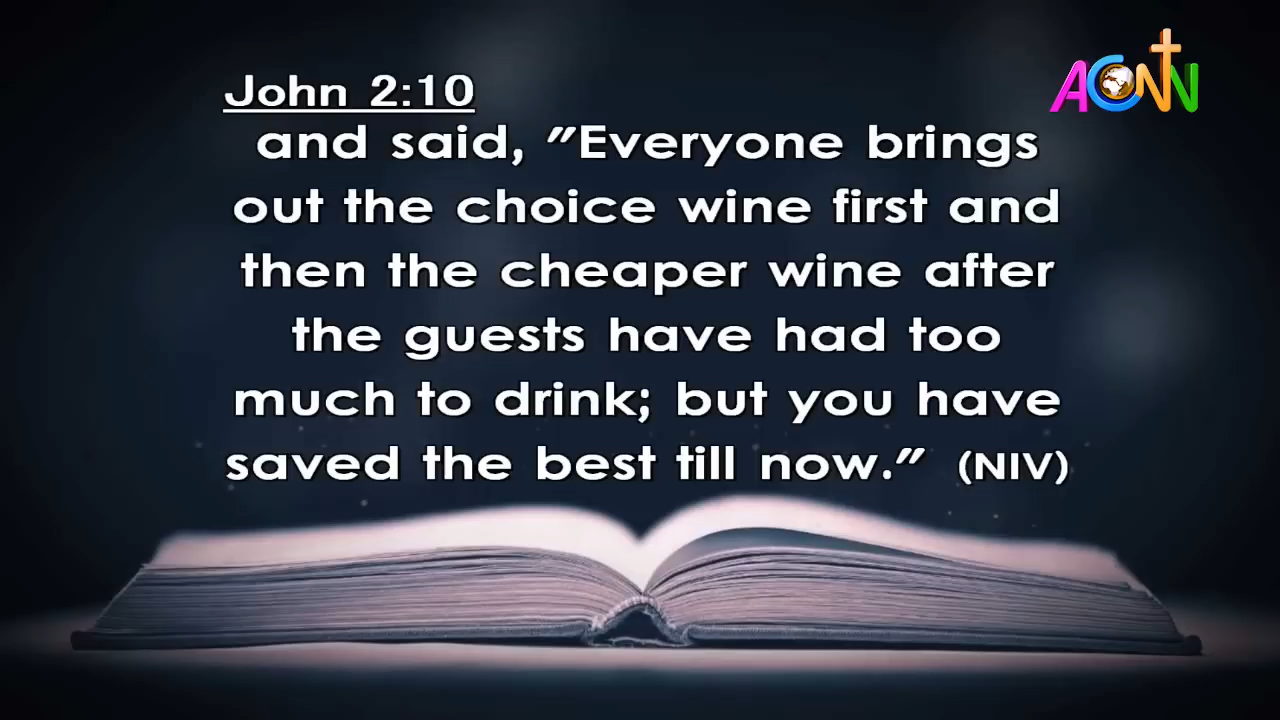 John 2:10
and said, "Everyone brings
out the choice wine first and
then the cheaper wine after
the guests have had too
much to drink; but you have
saved the best till now." (NIV)
ACNN